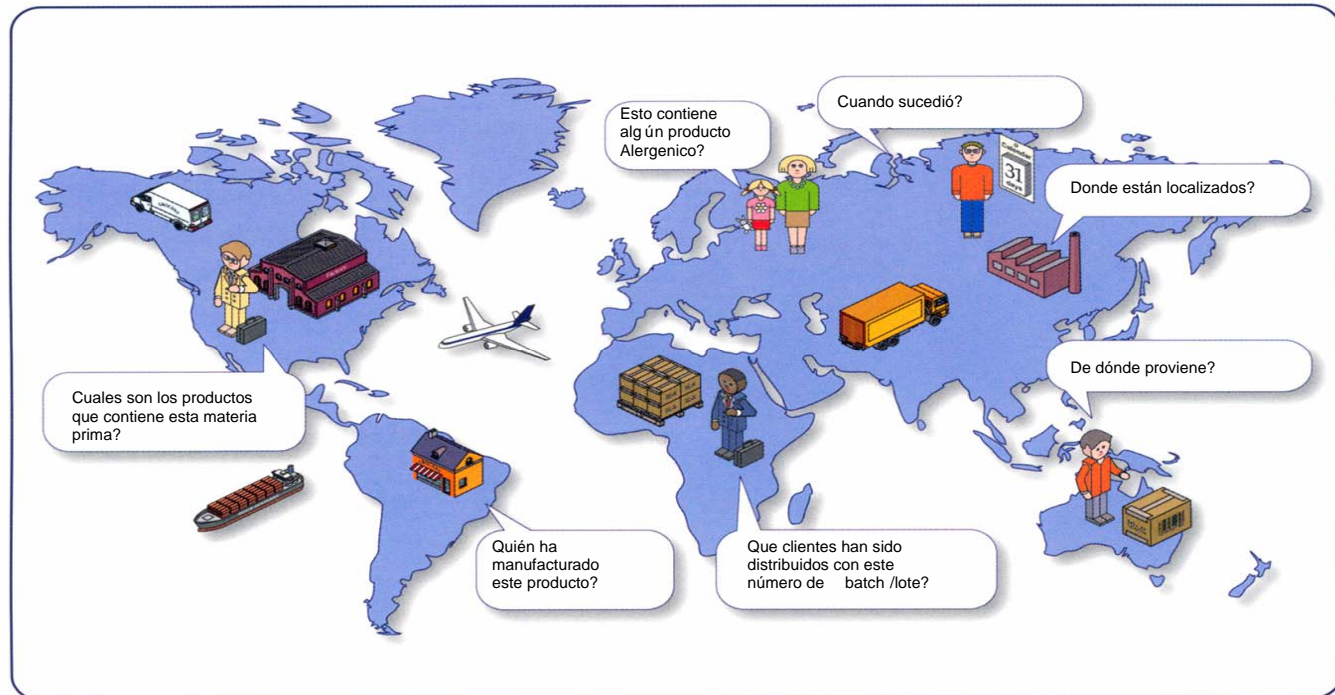 Cuando sucedió?
Esto contiene
alg ún producto
Alergenico?
Calendar
31
days
Donde están localizados?
De dónde proviene?
Cuales son los productos
que contiene esta materia
prima?
Quién ha
manufacturado
este producto?
Que clientes han sido
distribuidos con este
número de batch /lote?